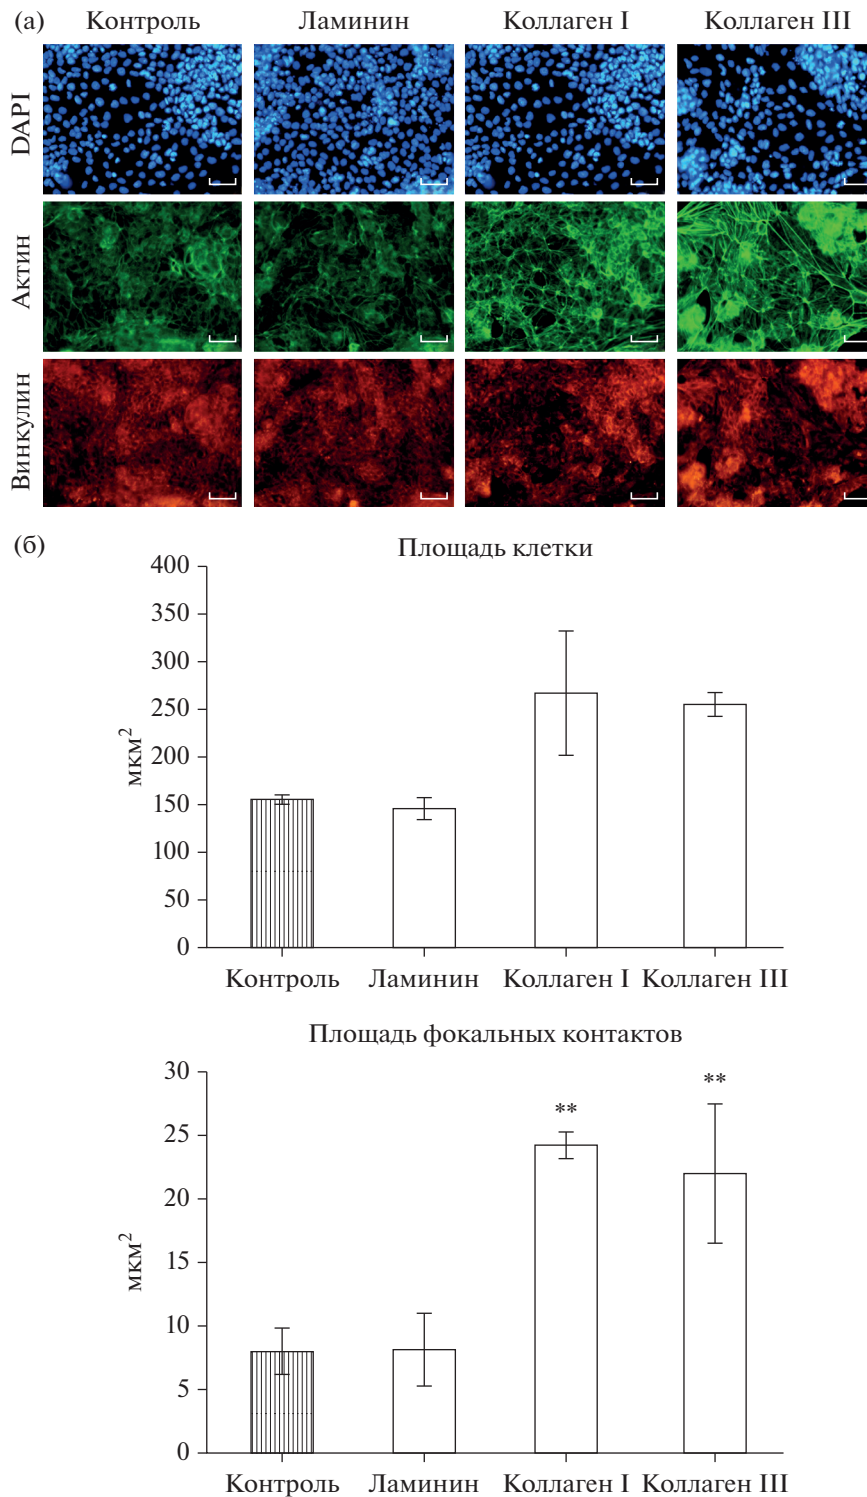 (а) Контроль Ламинин Коллаген I Коллаген III
DAPI
Актин
Винкулин
(б) Площадь клетки
мкм²
400
350
300
250
200
150
100
50
0
Контроль Ламинин Коллаген I Коллаген III
Площадь фокальных контактов
мкм²
30
25
20
15
10
5
0
** **
Контроль Ламинин Коллаген I Коллаген III